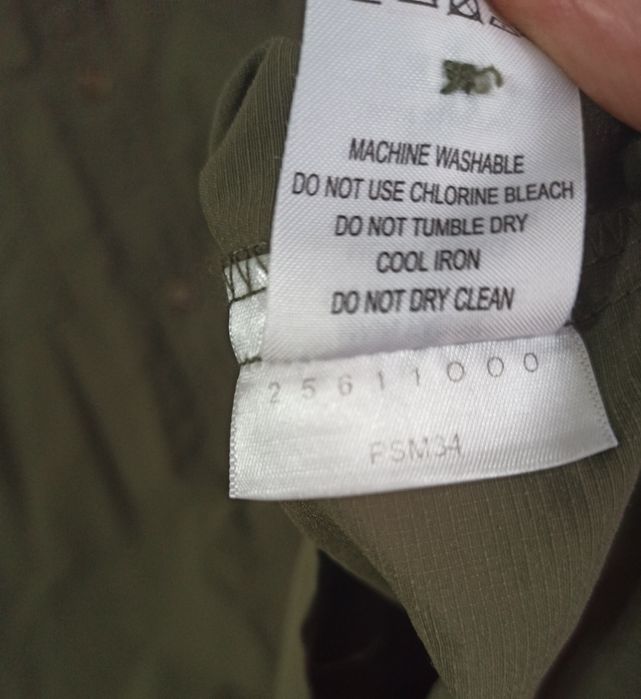 MACHINE WASHABLE
DO NOT USE CHLORINE BLEACH
DO NOT TUMBLE DRY
COOL IRON
DO NOT DRY CLEAN
25611000
PSM34